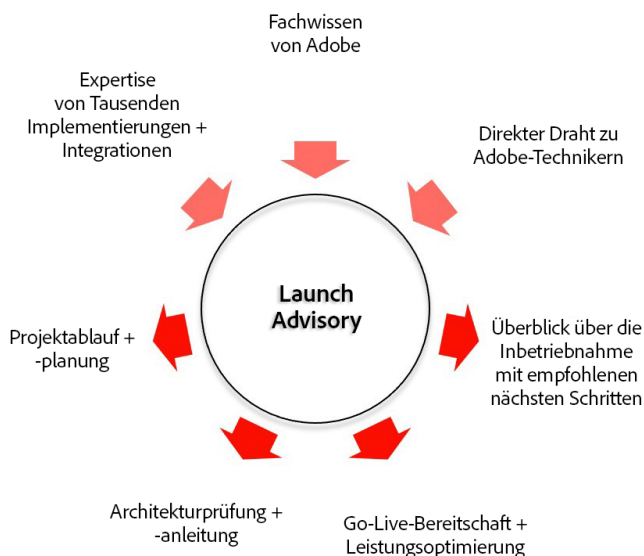 Fachwissen
von Adobe
Expertise
von Tausenden
Implementierungen +
Integrationen
Direkter Draht zu
Adobe-Technikern
Launch
Advisory
Projektablauf +
-planung
Überblick über die
Inbetriebnahme
mit empfohlenen
nächsten Schritten
Architekturprüfung +
-anleitung
Go-Live-Bereitschaft +
Leistungsoptimierung